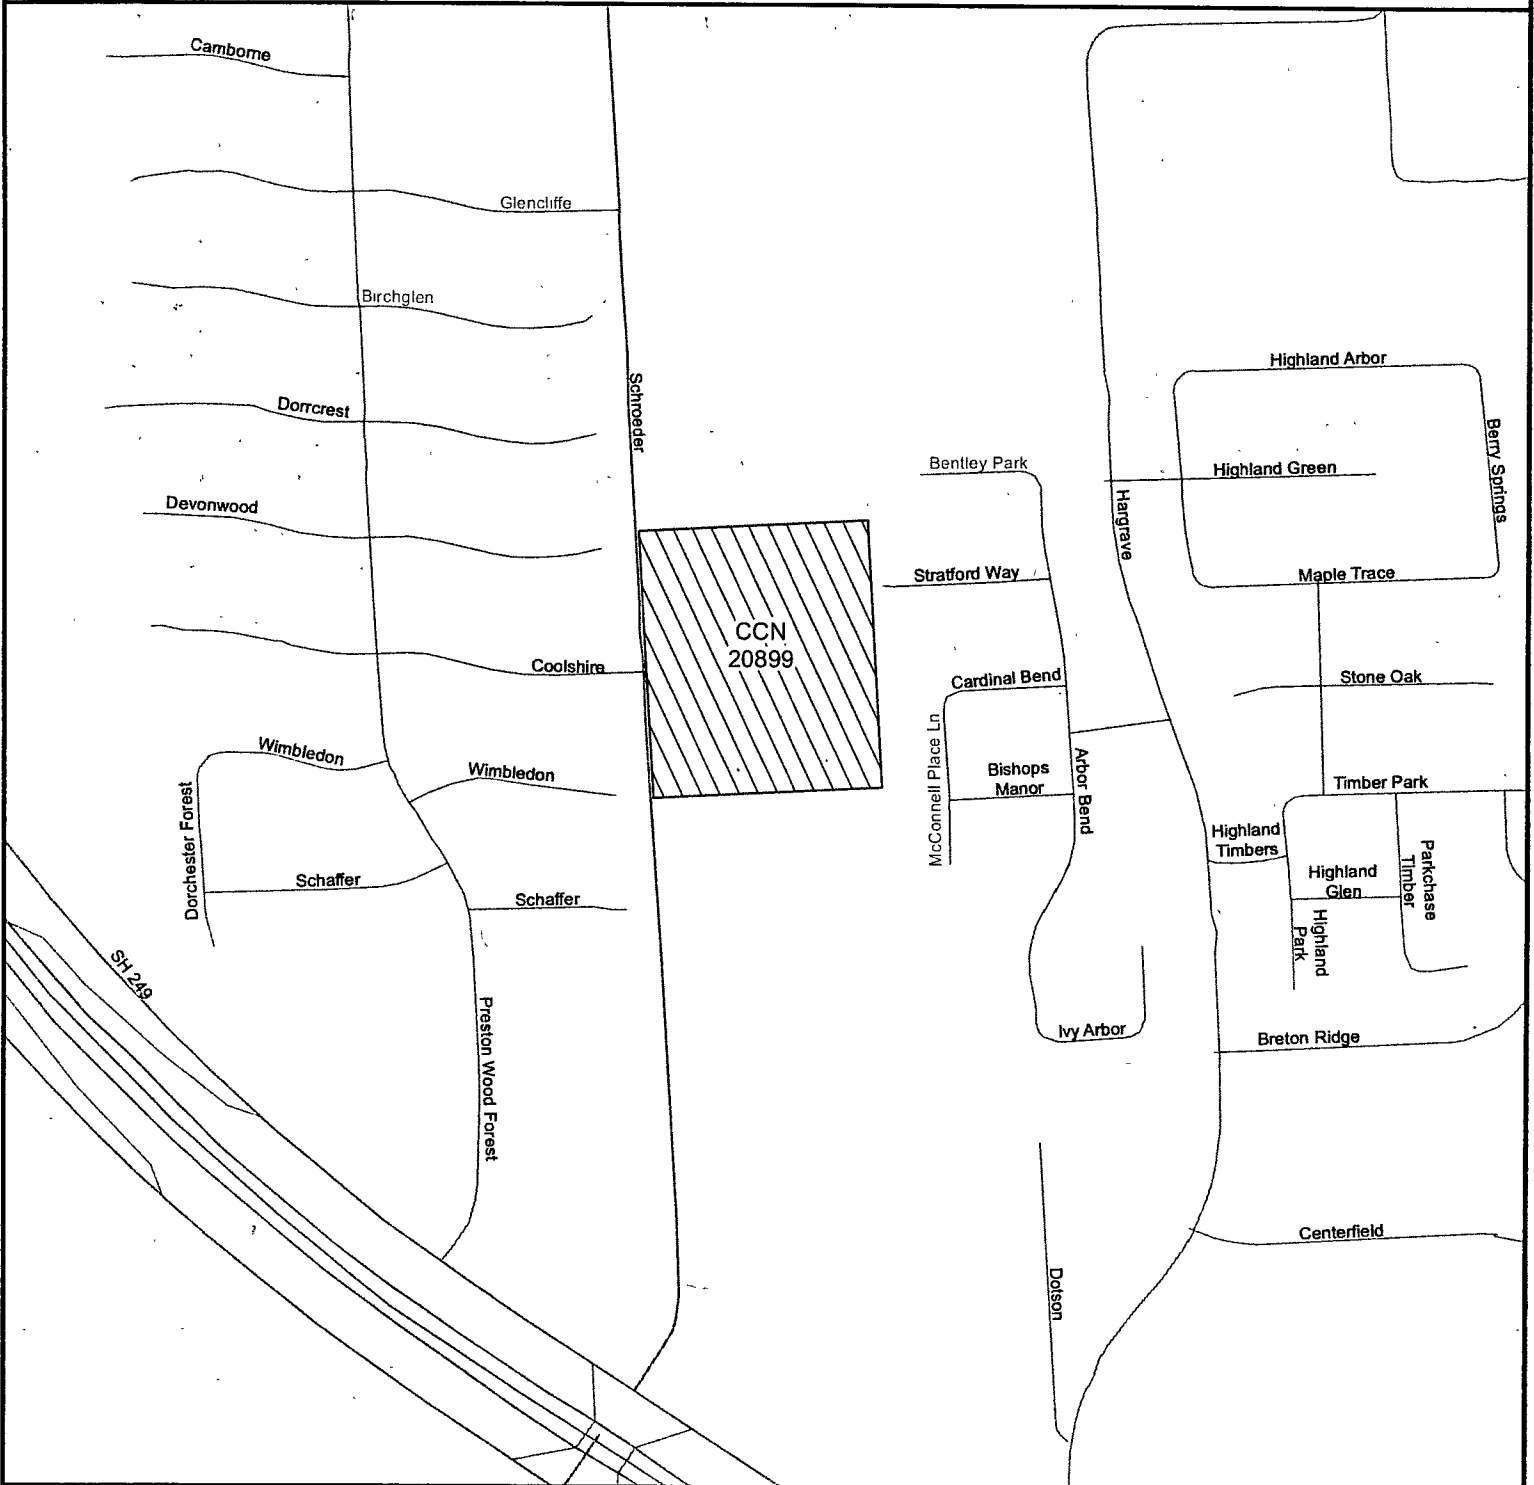 Camborne
Glencliffe
Birchglen
Dorrcrest
Schroeder
Devonwood
Coolshire
Wimbledon
Wimbledon
Dorchester Forest
Schaffer
Schaffer
SH 249
Preston Wood Forest
CCN
20899
Bentley Park
Stratford Way
Cardinal Bend
McConnell Place Ln
Bishops
Manor
Arbor Bend
Ivy Arbor
Dotson
Hargrave
Highland Arbor
Berry Springs
Highland Green
Maple Trace
Stone Oak
Timber Park
Highland
Timbers
Highland
Glen
Parkchase
Timber
Highland
Park
Breton Ridge
Centerfield